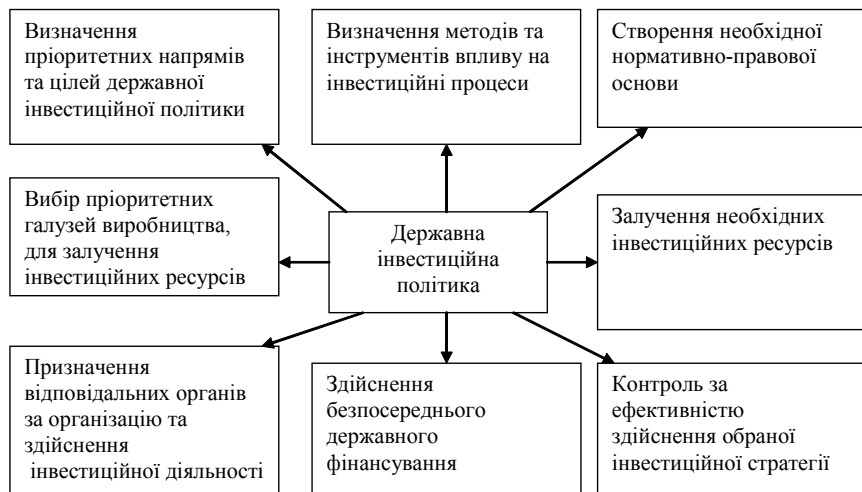 Визначення
пріоритетних напрямів
та цілей державної
інвестиційної політики
Визначення методів та
інструментів впливу на
інвестиційні процеси
Створення необхідної
нормативно-правової
основи
Вибір пріоритетних
галузей виробництва,
для залучення
інвестиційних ресурсів
Державна
інвестиційна
політика
Залучення необхідних
інвестиційних ресурсів
Призначення
відповідальних органів
за організацію та
здійснення
інвестиційної діяльності
Здійснення
безпосереднього
державного
фінансування
Контроль за
ефективністю
здійснення обраної
інвестиційної стратегії